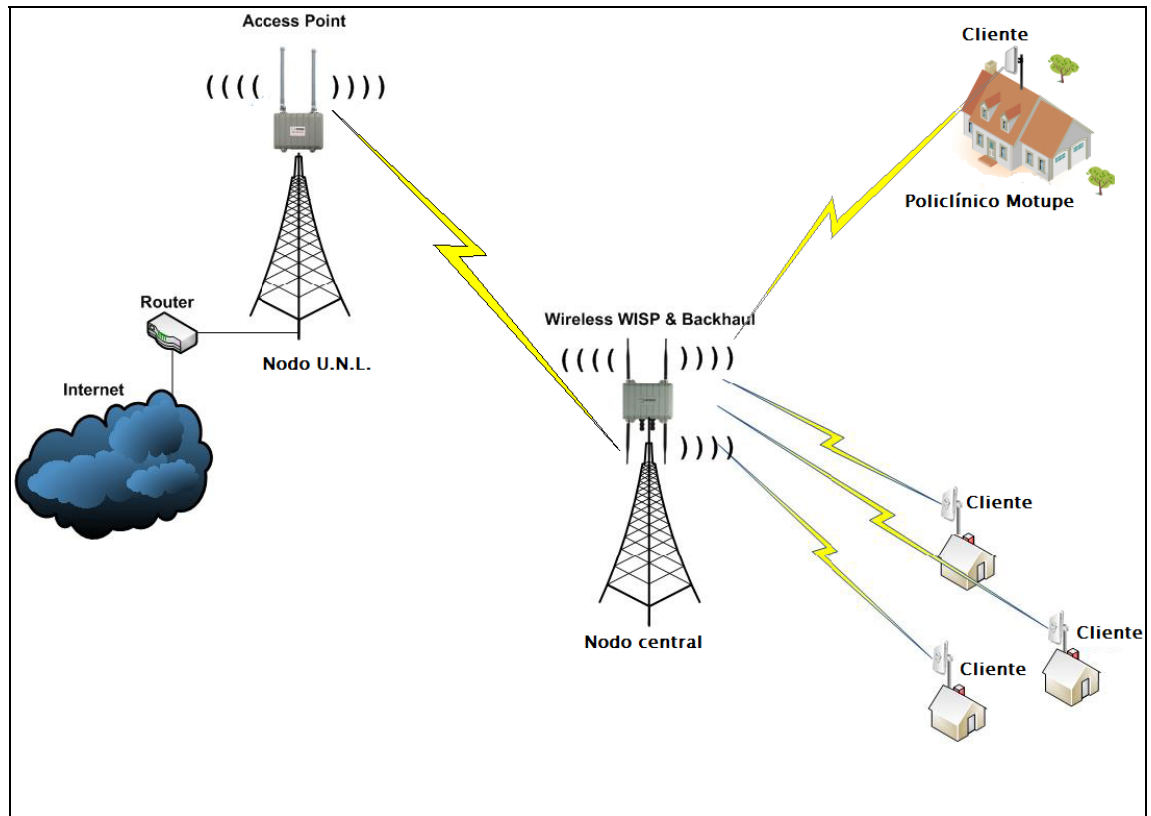 Access Point
Cliente
Policlínico Motupe
Router
Wireless WISP & Backhaul
Nodo U.N.L.
Internet
Cliente
Nodo central
Cliente
Cliente